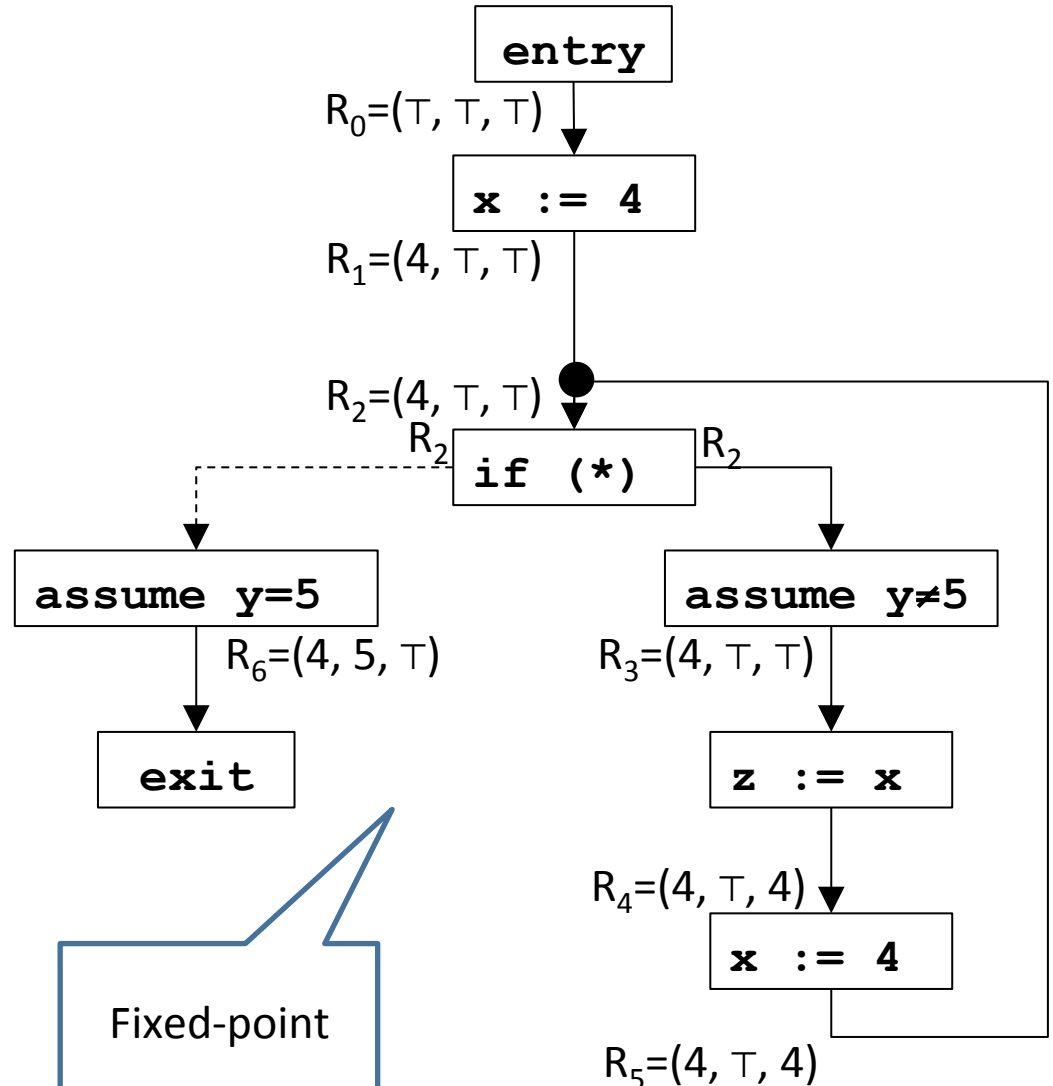 entry
R₀=(⊤, ⊤, ⊤)
x := 4
R₁=(4, ⊤, ⊤)
R₂=(4, ⊤, ⊤)
R₂
if (*)
R₂
assume y=5
assume y≠5
R₆=(4, 5, ⊤)
R₃=(4, ⊤, ⊤)
exit
z := x
R₄=(4, ⊤, 4)
x := 4
Fixed-point
R₅=(4, ⊤, 4)